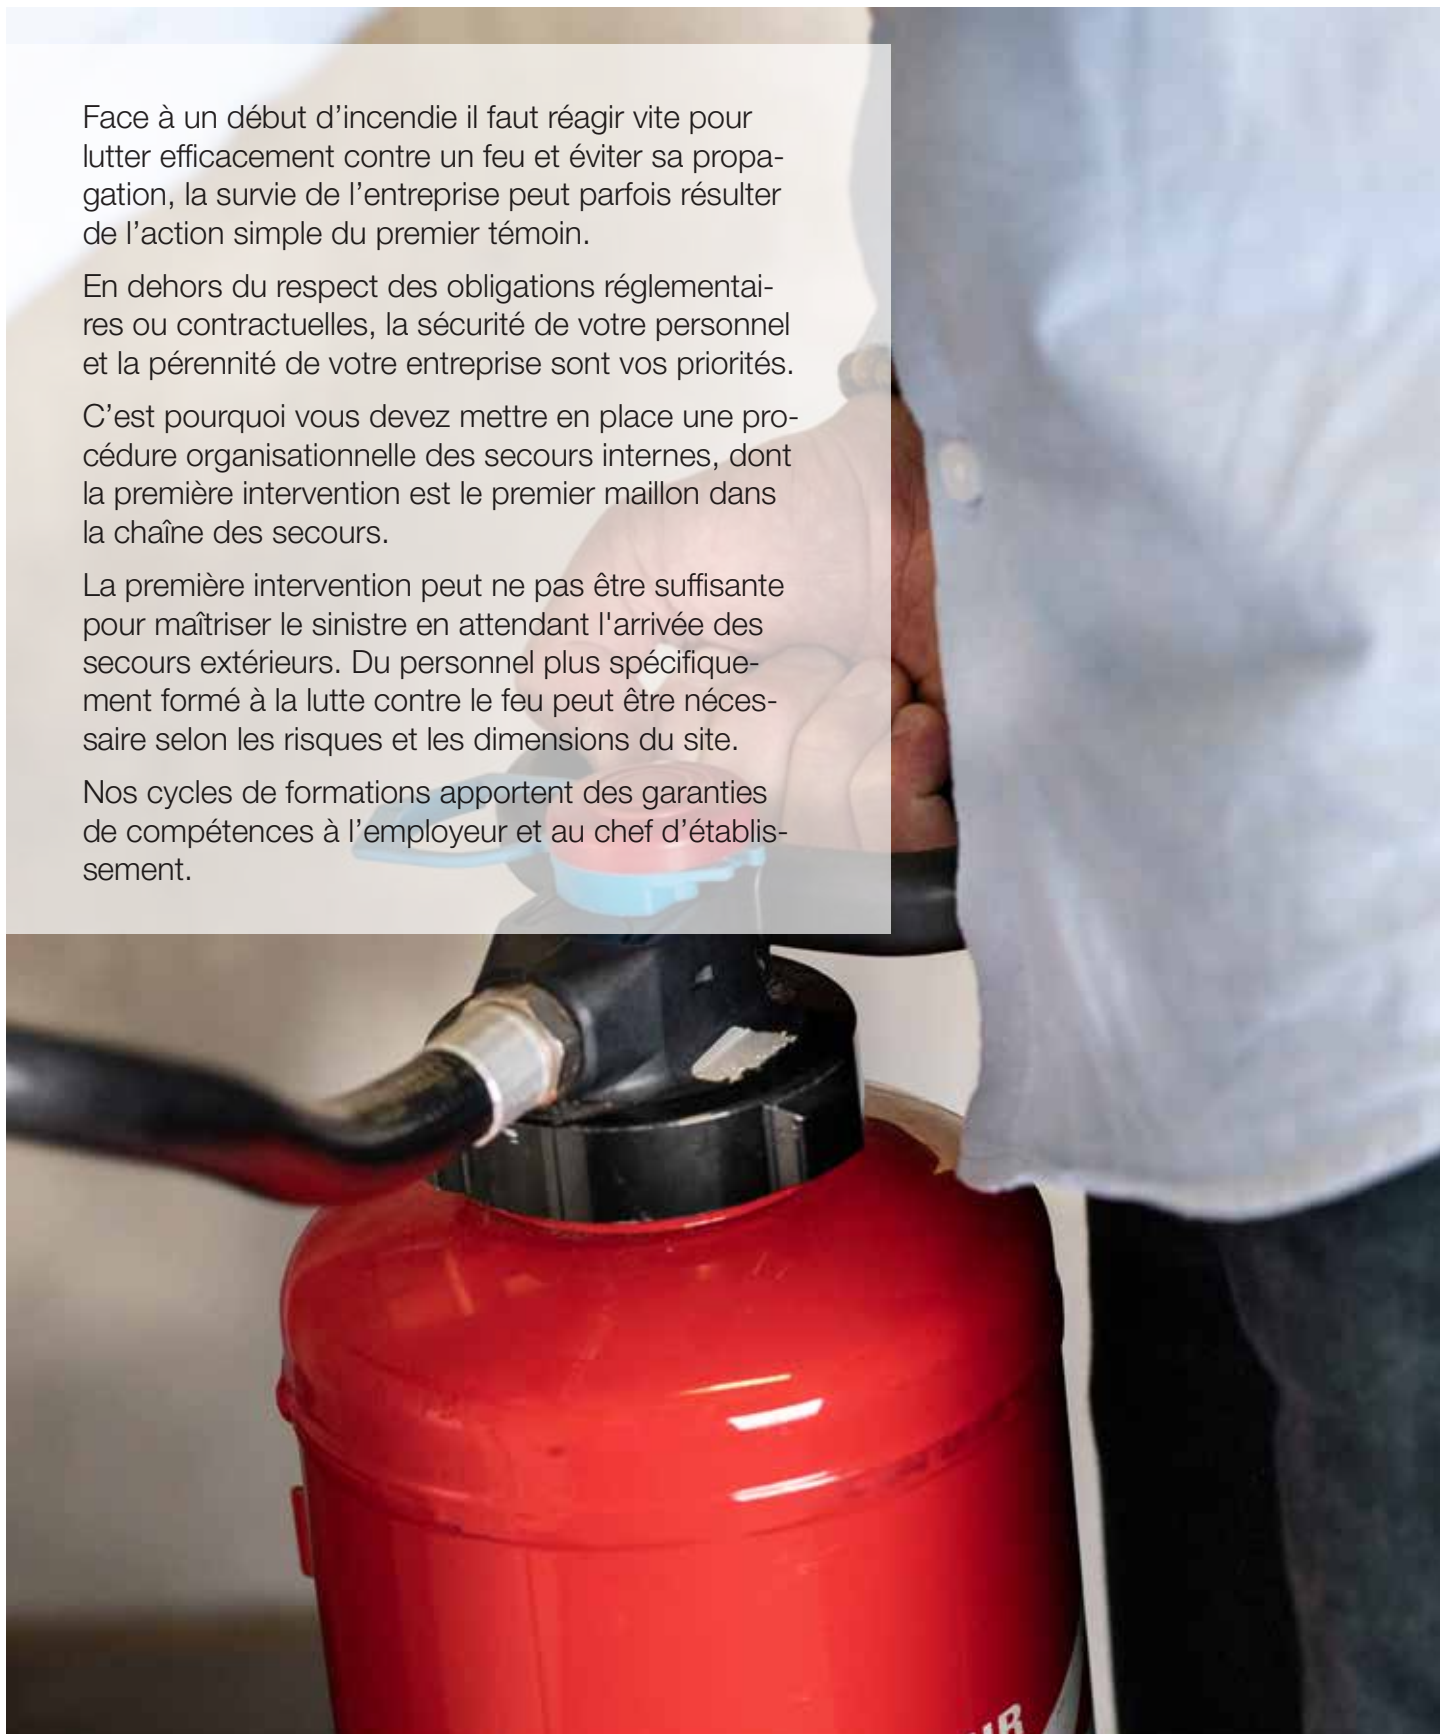 Face à un début d’incendie il faut réagir vite pour
lutter efficacement contre un feu et éviter sa propa-
gation, la survie de l’entreprise peut parfois résulter
de l’action simple du premier témoin.
En dehors du respect des obligations réglementai-
res ou contractuelles, la sécurité de votre personnel
et la pérennité de votre entreprise sont vos priorités.
C’est pourquoi vous devez mettre en place une pro-
cédure organisationnelle des secours internes, dont
la première intervention est le premier maillon dans
la chaîne des secours.
La première intervention peut ne pas être suffisante
pour maîtriser le sinistre en attendant l'arrivée des
secours extérieurs. Du personnel plus spécifique-
ment formé à la lutte contre le feu peut être néces-
saire selon les risques et les dimensions du site.
Nos cycles de formations apportent des garanties
de compétences à l’employeur et au chef d’établis-
sement.